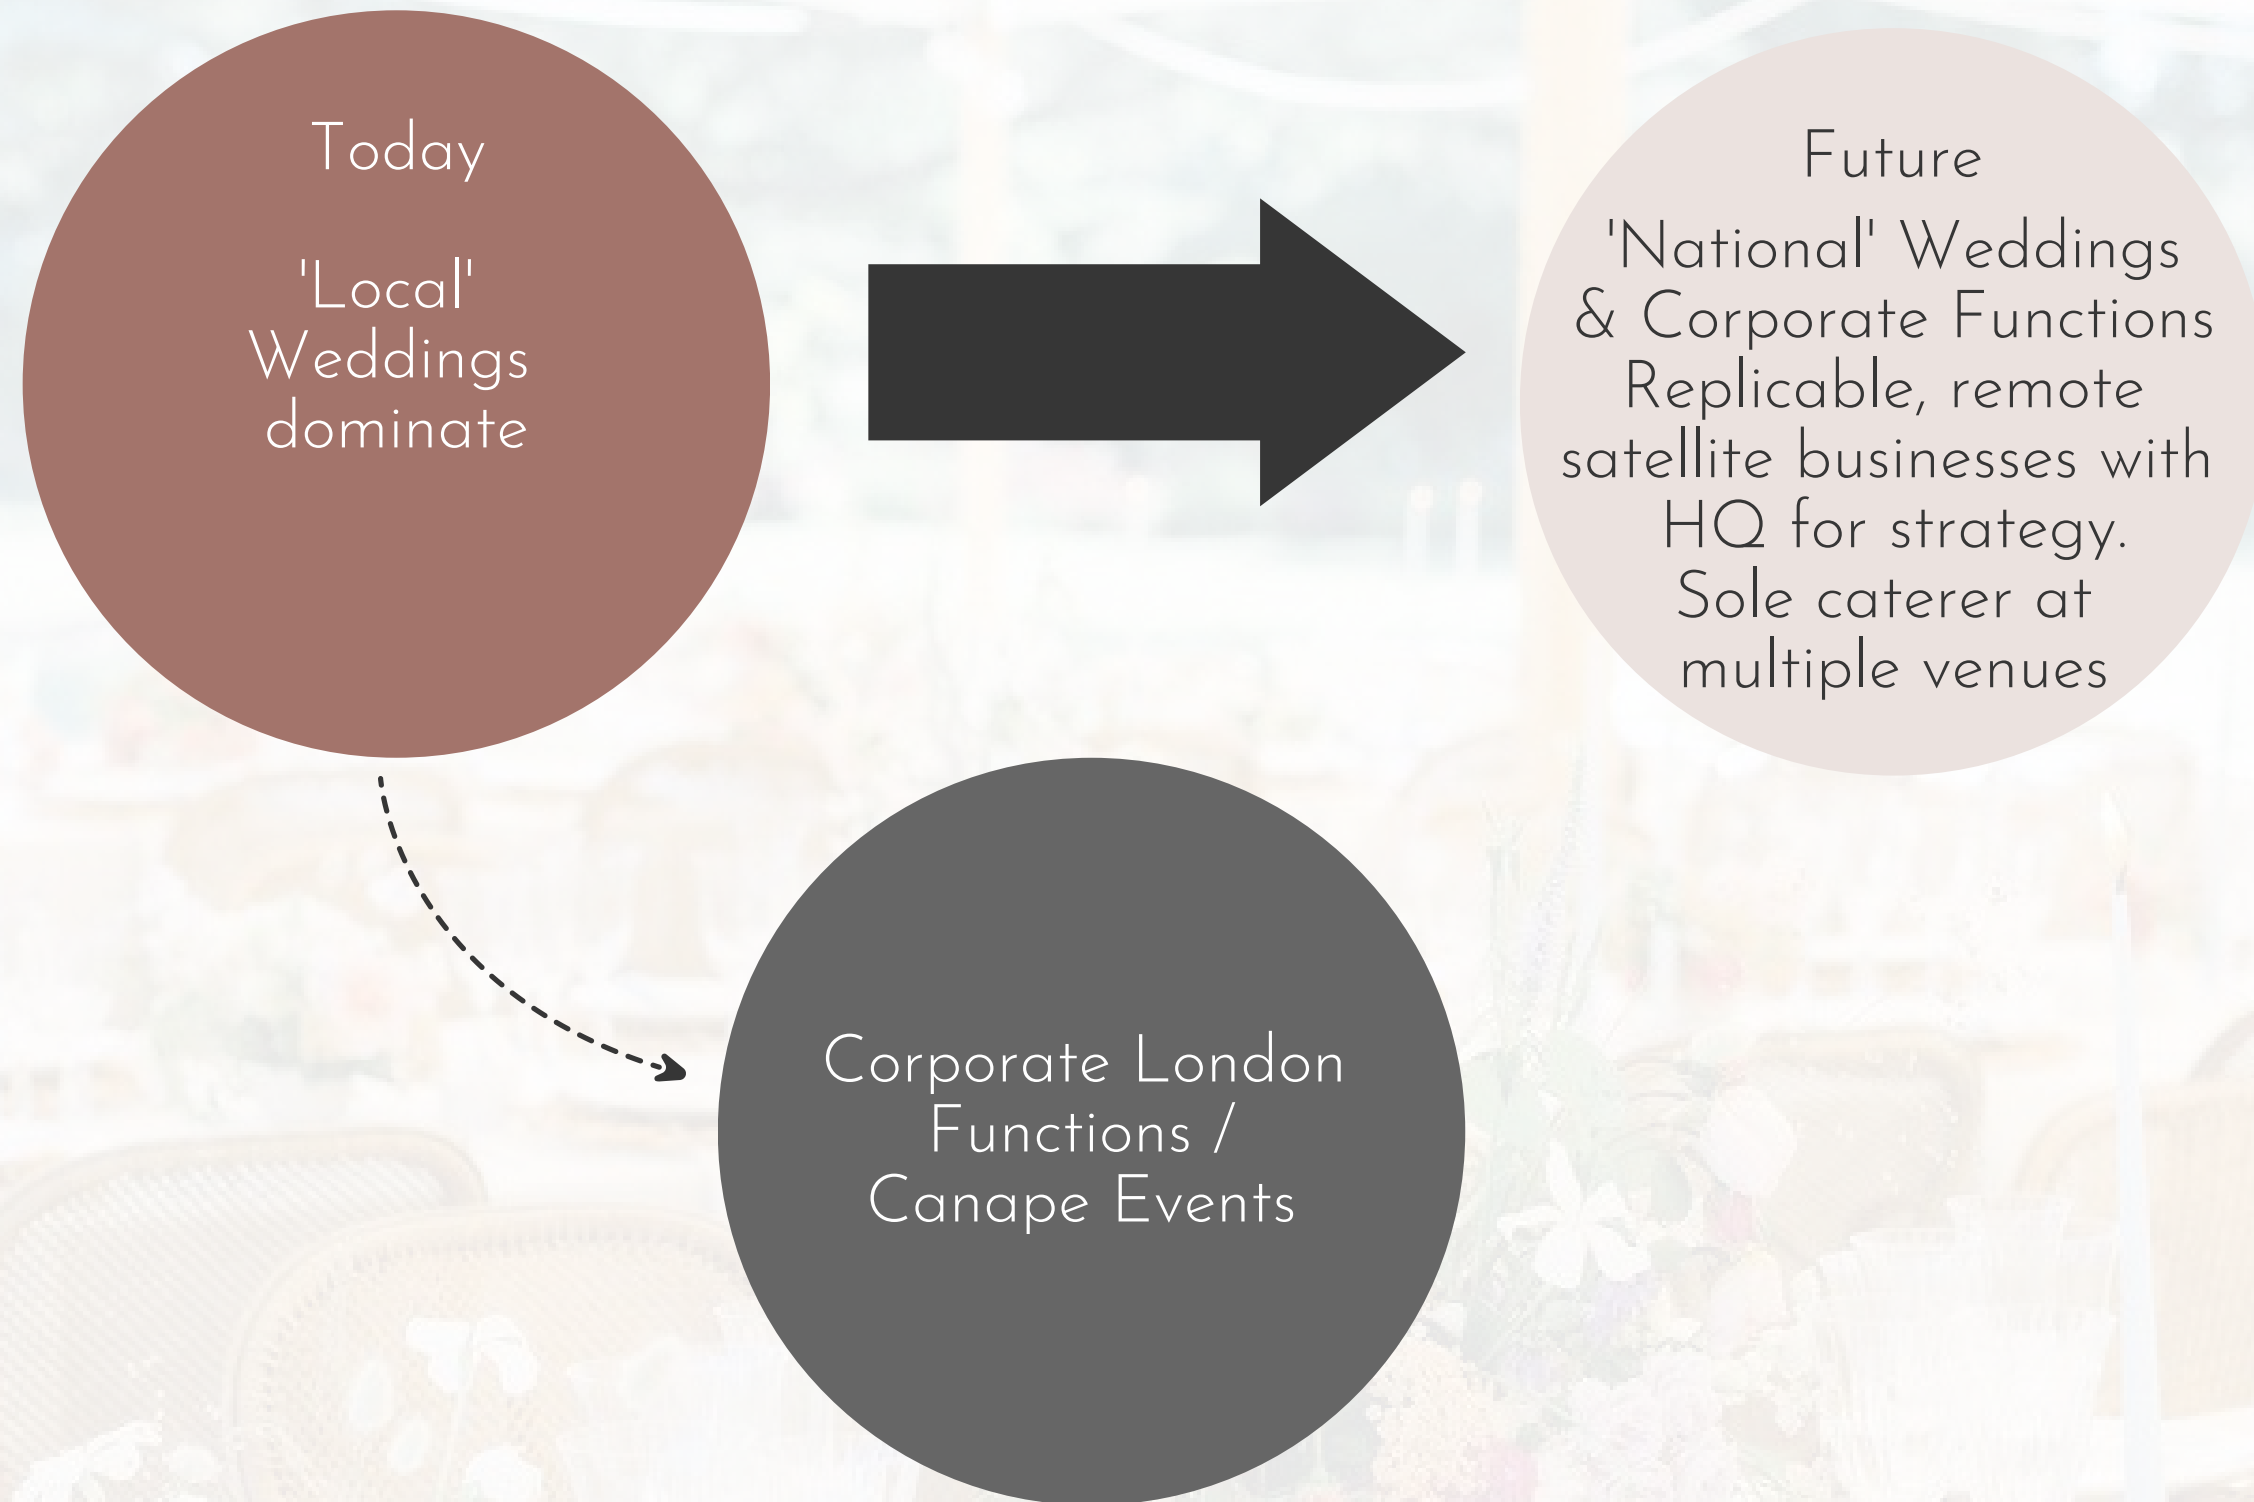 Today
'Local'
Weddings
dominate
Future
'National' Weddings
& Corporate Functions
Replicable, remote
satellite businesses with
HQ for strategy.
Sole caterer at
multiple venues
Corporate London
Functions /
Canape Events